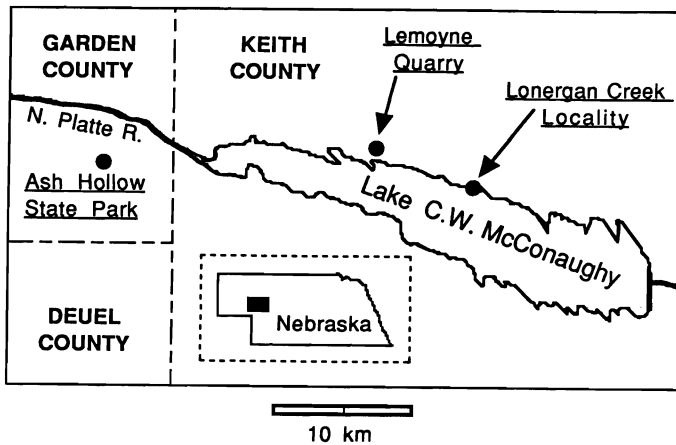 GARDEN
COUNTY
KEITH
COUNTY
Lemoyne
Quarry
Lonergan Creek
Locality
N. Platte R.
Ash Hollow
State Park
Lake C.W. McConaughy
DEUEL
COUNTY
Nebraska
10 km